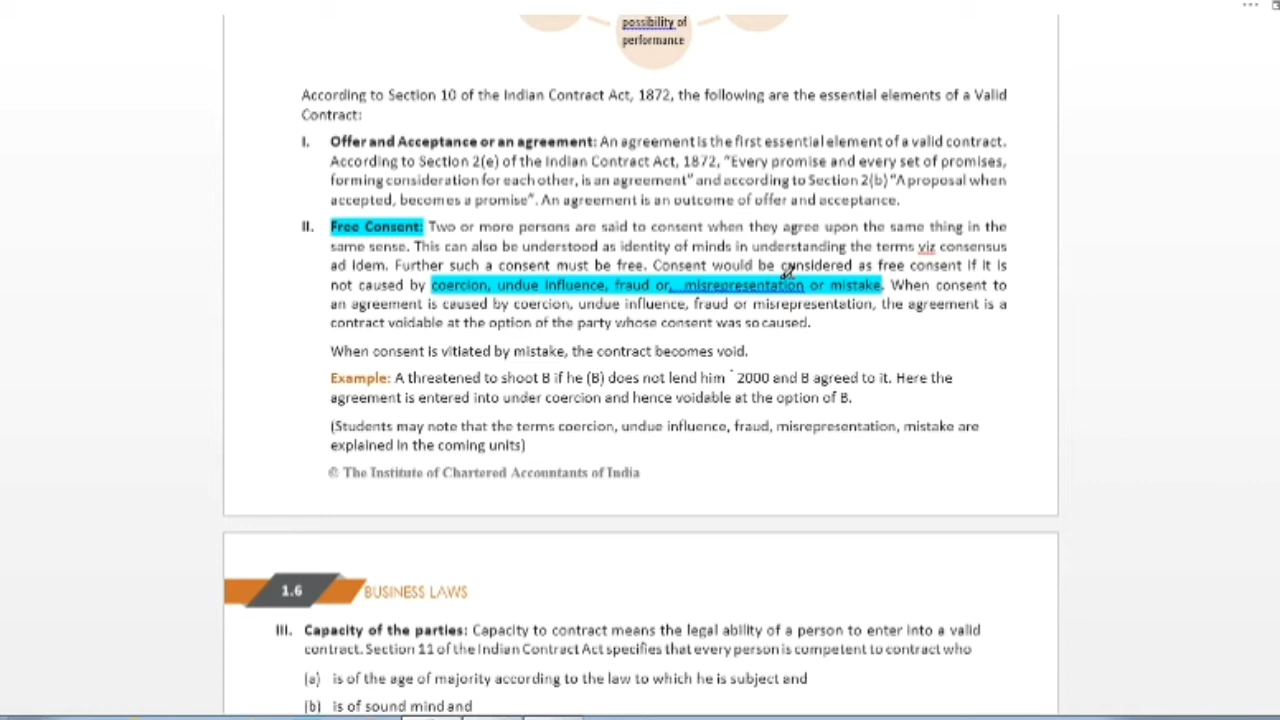 possibility of
performance
According to Section 10 of the Indian Contract Act, 1872, the following are the essential elements of a Valid
Contract:
I. Offer and Acceptance or an agreement: An agreement is the first essential element of a valid contract.
According to Section 2(e) of the Indian Contract Act, 1872, "Every promise and every set of promises,
forming consideration for each other, is an agreement" and according to Section 2(b) "A proposal when
accepted, becomes a promise". An agreement is an outcome of offer and acceptance.
II. Free Consent: Two or more persons are said to consent when they agree upon the same thing in the
same sense. This can also be understood as identity of minds in understanding the terms viz consensus
ad idem. Further such a consent must be free. Consent would be considered as free consent if it is
not caused by coercion, undue influence, fraud or, misrepresentation or mistake. When consent to
an agreement is caused by coercion, undue influence, fraud or misrepresentation, the agreement is a
contract voidable at the option of the party whose consent was so caused.
When consent is vitiated by mistake, the contract becomes void.
Example: A threatened to shoot B if he (B) does not lend him ` 2000 and B agreed to it. Here the
agreement is entered into under coercion and hence voidable at the option of B.
(Students may note that the terms coercion, undue influence, fraud, misrepresentation, mistake are
explained in the coming units)
© The Institute of Chartered Accountants of India
1.6 BUSINESS LAWS
III. Capacity of the parties: Capacity to contract means the legal ability of a person to enter into a valid
contract. Section 11 of the Indian Contract Act specifies that every person is competent to contract who
(a) is of the age of majority according to the law to which he is subject and
(b) is of sound mind and